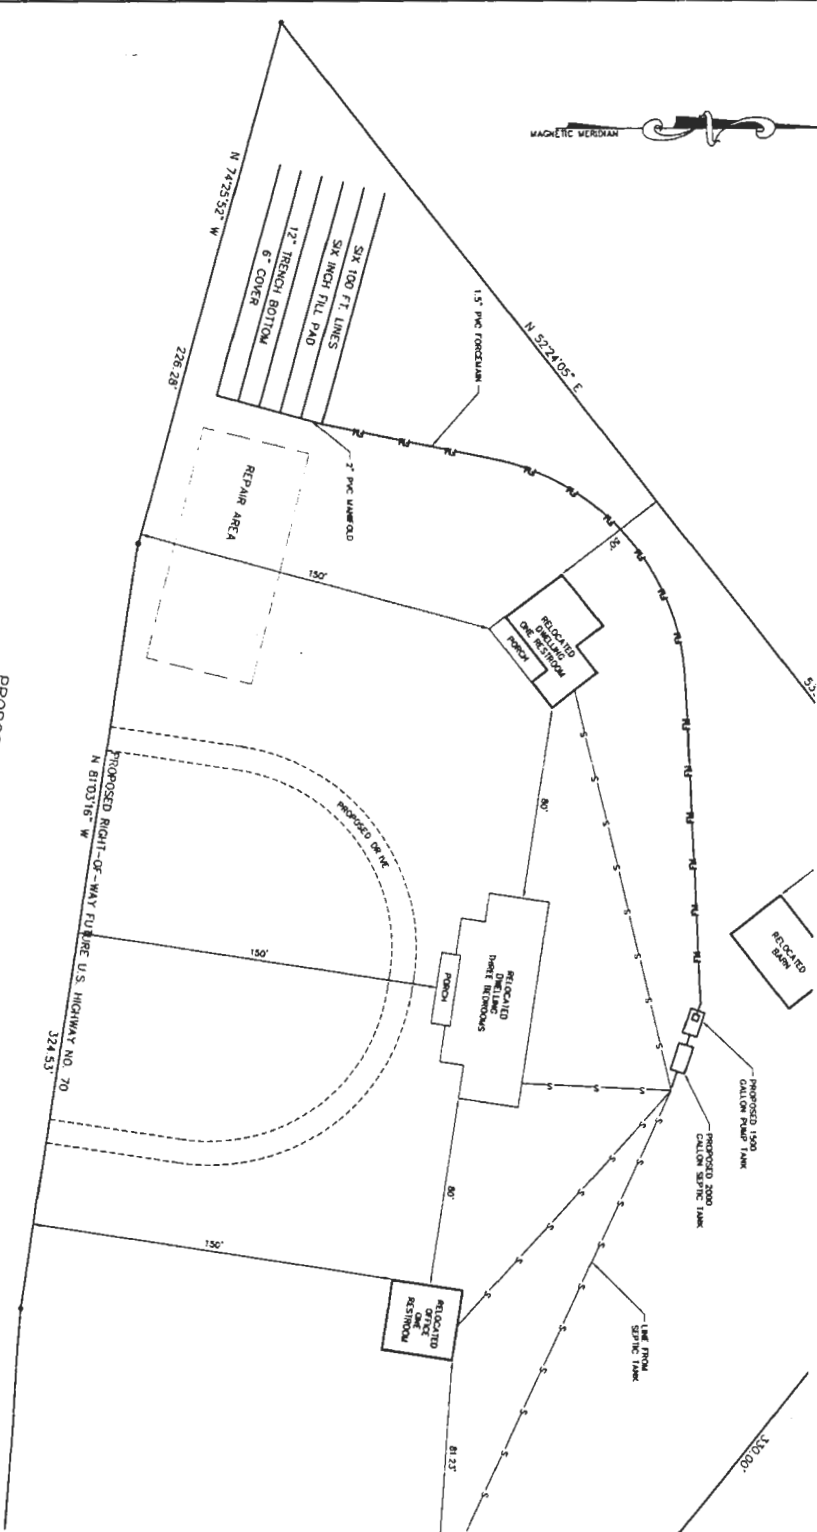 MAGNETIC MERIDIAN
N 52°24'05" E
N 74°25'52" W
226.28'
SIX 100 FT. LINES
SIX INCH FILL PAD
12" TRENCH BOTTOM
6" COVER
1.5" PVC FORCEMAIN
2" PVC MANIFOLD
REPAIR AREA
150'
RELOCATED
DWELLING
ONE RESTROOM
PORCH
80'
PROPOSED DRIVE
RELOCATED
BARN
RELOCATED
DWELLING
THREE BEDROOMS
PORCH
150'
PROPOSED RIGHT-OF-WAY FUTURE U.S. HIGHWAY NO. 70
N 81°03'16" W
324.53'
PROPOSED 1500
GALLON PUMP TANK
PROPOSED 2000
GALLON SEPTIC TANK
80'
150'
RELOCATED
OFFICE
ONE
RESTROOM
LINE FROM
SEPTIC TANK
81.23'
330.00'